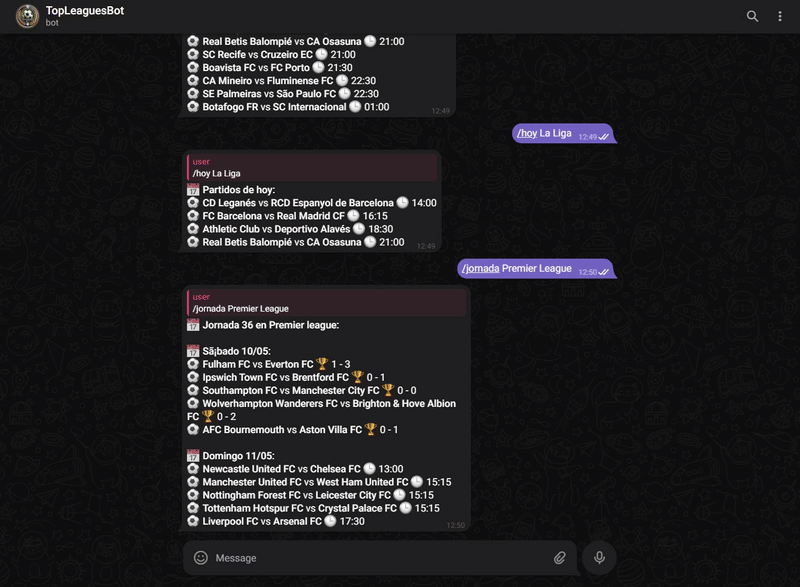 TopLeaguesBot
bot
Real Betis Balompié vs CA Osasuna 21:00
SC Recife vs Cruzeiro EC 21:00
Boavista FC vs FC Porto 21:30
CA Mineiro vs Fluminense FC 22:30
SE Palmeiras vs São Paulo FC 22:30
Botafogo FR vs SC Internacional 01:00
12:49
/hoy La Liga 12:49
user
/hoy La Liga
17 Partidos de hoy:
CD Leganés vs RCD Espanyol de Barcelona 14:00
FC Barcelona vs Real Madrid CF 16:15
Athletic Club vs Deportivo Alavés 18:30
Real Betis Balompié vs CA Osasuna 21:00
12:49
/jornada Premier League 12:50
user
/jornada Premier League
17 Jornada 36 en Premier league:
17 Sã¡bado 10/05:
Fulham FC vs Everton FC 1 - 3
Ipswich Town FC vs Brentford FC 0 - 1
Southampton FC vs Manchester City FC 0 - 0
Wolverhampton Wanderers FC vs Brighton & Hove Albion
FC 0 - 2
AFC Bournemouth vs Aston Villa FC 0 - 1
17 Domingo 11/05:
Newcastle United FC vs Chelsea FC 13:00
Manchester United FC vs West Ham United FC 15:15
Nottingham Forest FC vs Leicester City FC 15:15
Tottenham Hotspur FC vs Crystal Palace FC 15:15
Liverpool FC vs Arsenal FC 17:30
12:50
Message